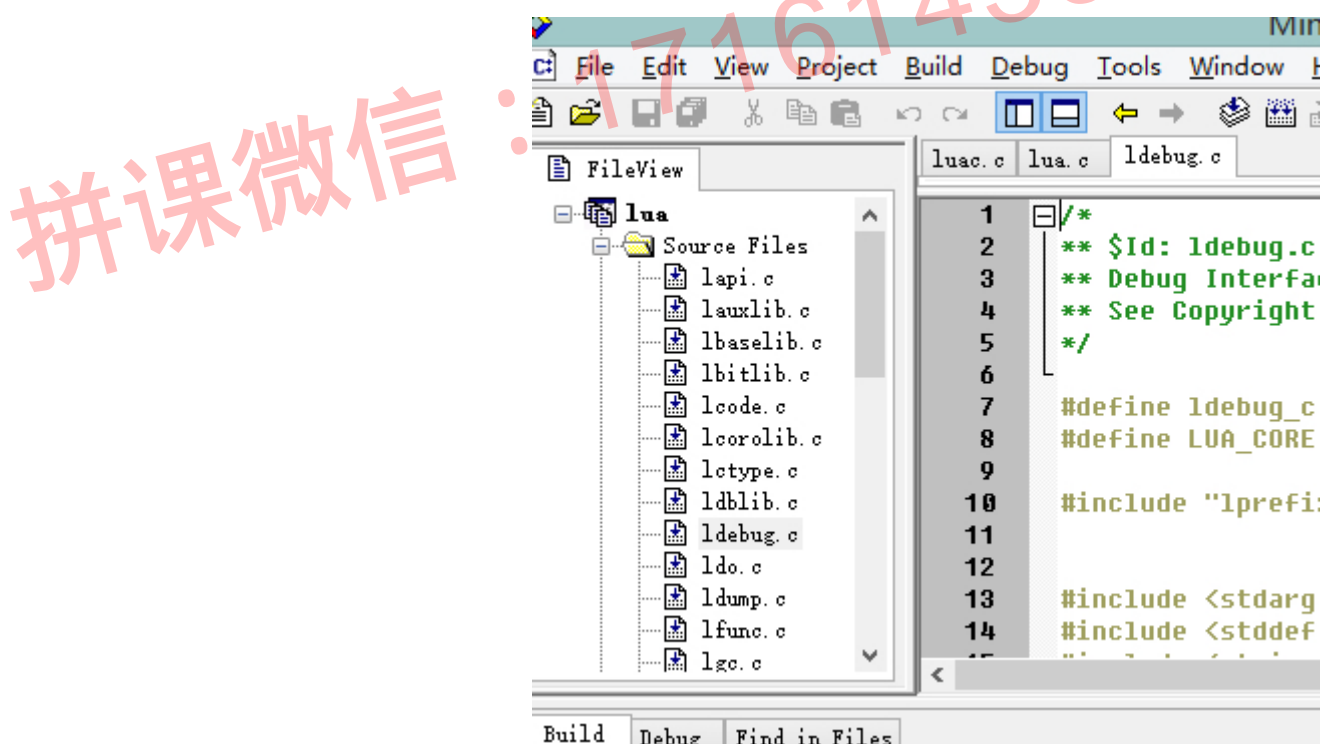 拼课微信：1716143
Min
File Edit View Project Build Debug Tools Window
FileView
luac.c lua.c ldebug.c
lua
Source Files
lapi.c
lauxlib.c
lbaselib.c
lbitlib.c
lcode.c
lcorolib.c
lctype.c
ldblib.c
ldebug.c
ldo.c
ldump.c
lfunc.c
lgc.c
1 /*
2 ** $Id: ldebug.c
3 ** Debug Interfa
4 ** See Copyright
5 */
6
7 #define ldebug_c
8 #define LUA_CORE
9
10 #include "lprefi
11
12
13 #include <stdarg
14 #include <stddef
Build Debug Find in Files